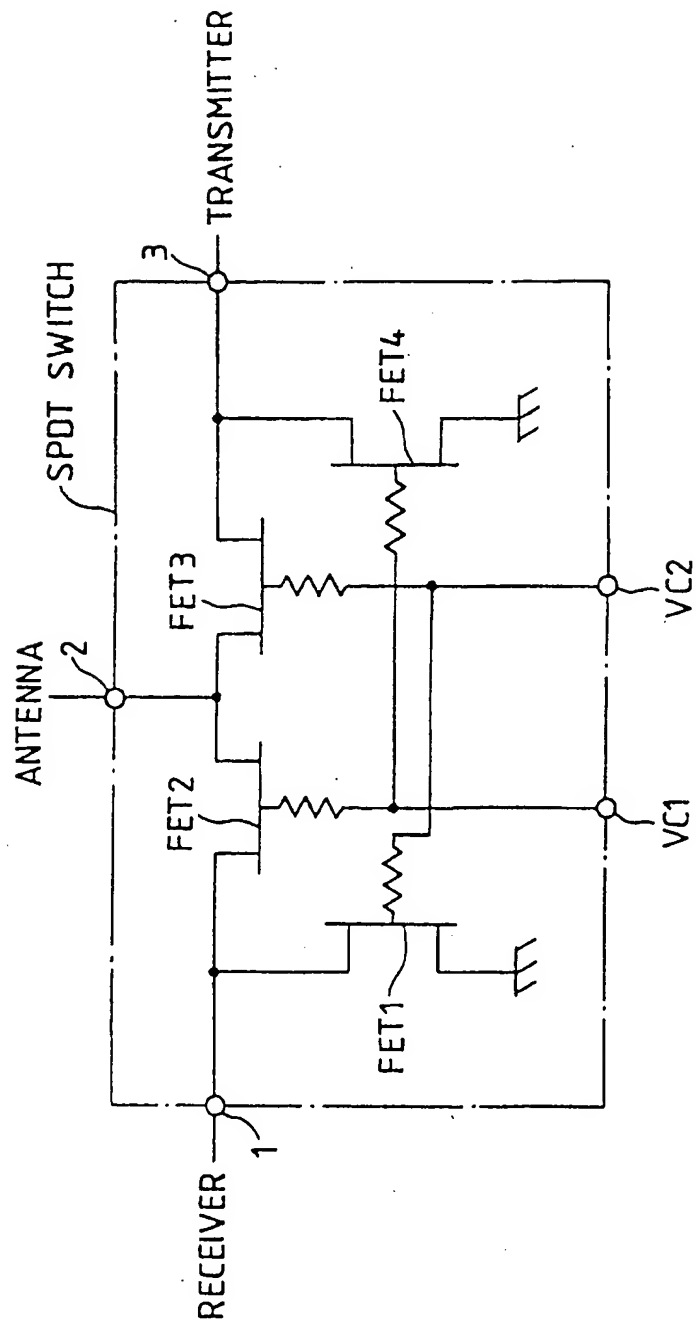 ANTENNA
2
SPDT SWITCH
RECEIVER
1
3
TRANSMITTER
FET2
FET3
FET1
FET4
VC1
VC2